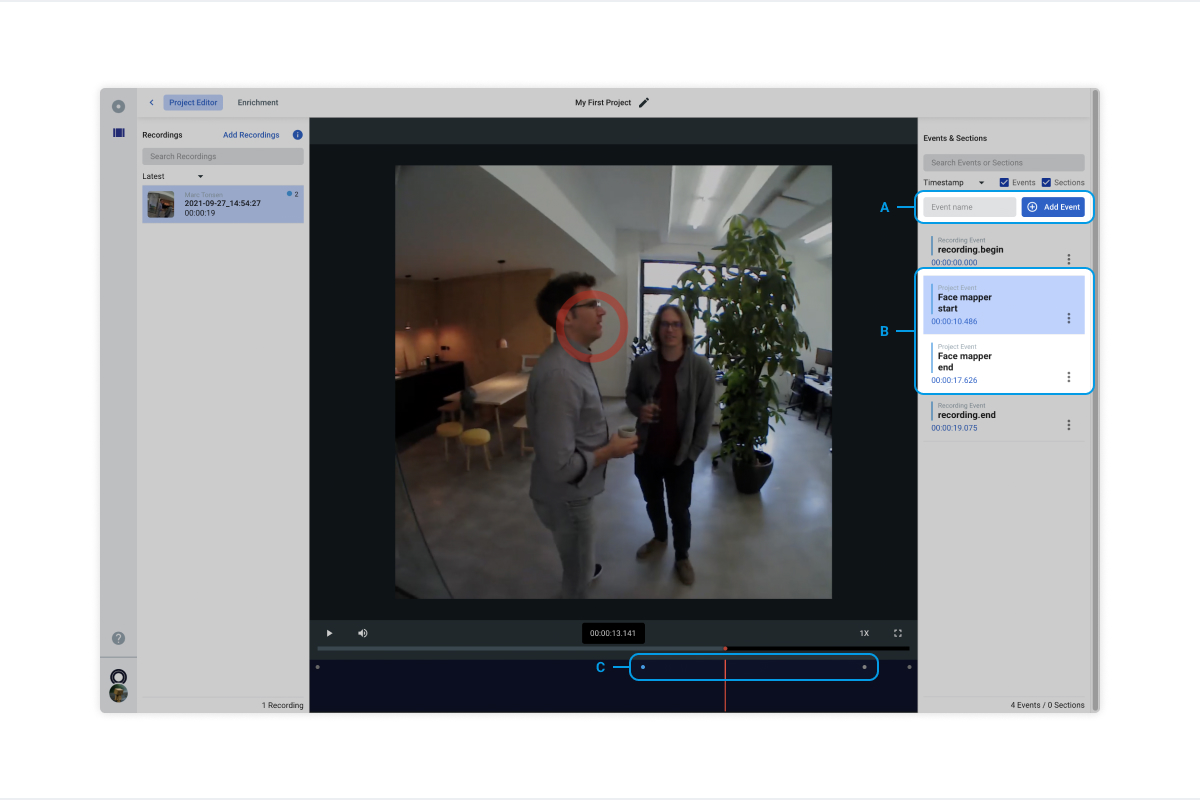 Project Editor
Enrichment
My First Project
Recordings
Add Recordings
Search Recordings
Latest
2
2021-09-27_14:54:27
00:00:19
1 Recording
00:00:13.141
1X
A
B
C
Events & Sections
Search Events or Sections
Timestamp
Events
Sections
Event name
Add Event
Recording Event
recording.begin
00:00:00.000
Project Event
Face mapper
start
00:00:10.486
Project Event
Face mapper
end
00:00:17.626
Recording Event
recording.end
00:00:19.075
4 Events / 0 Sections